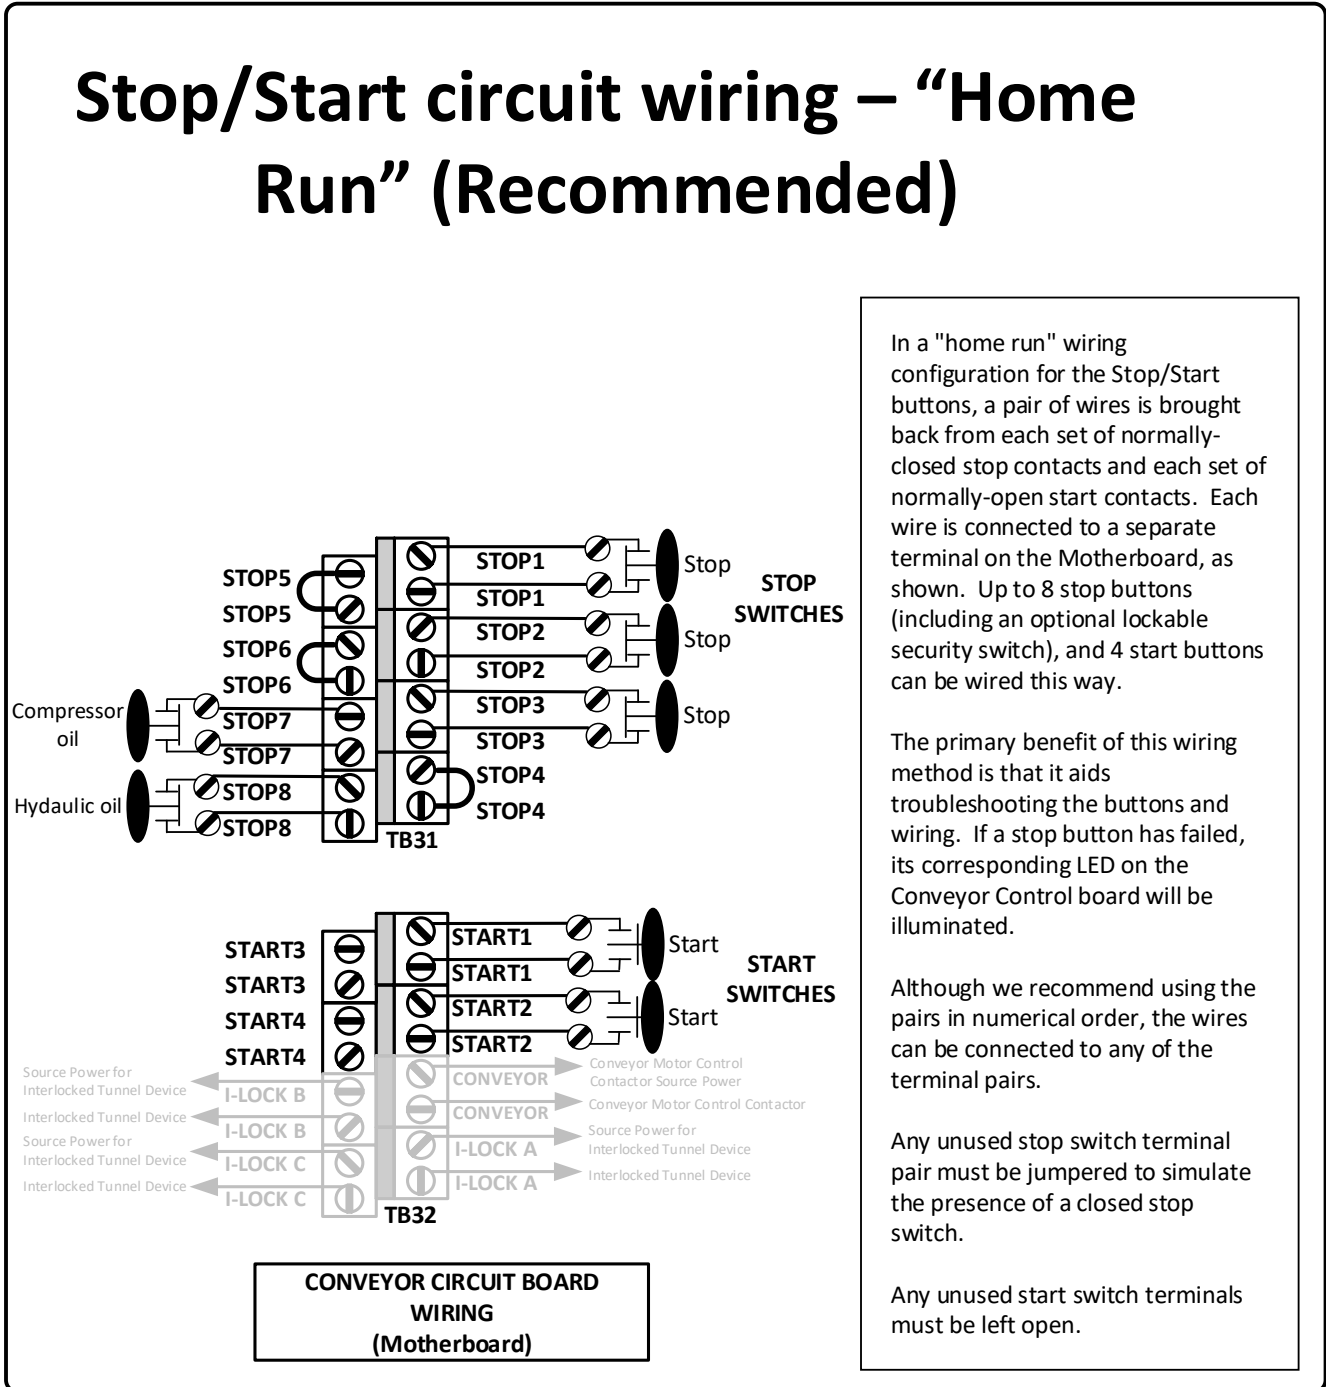 Stop/Start circuit wiring – “Home
Run” (Recommended)
In a "home run" wiring
configuration for the Stop/Start
buttons, a pair of wires is brought
back from each set of normally-
closed stop contacts and each set of
normally-open start contacts.  Each
wire is connected to a separate
terminal on the Motherboard, as
shown.  Up to 8 stop buttons
(including an optional lockable
security switch), and 4 start buttons
can be wired this way.
The primary benefit of this wiring
method is that it aids
troubleshooting the buttons and
wiring.  If a stop button has failed,
its corresponding LED on the
Conveyor Control board will be
illuminated.
Although we recommend using the
pairs in numerical order, the wires
can be connected to any of the
terminal pairs.
Any unused stop switch terminal
pair must be jumpered to simulate
the presence of a closed stop
switch.
Any unused start switch terminals
must be left open.
STOP5
STOP5
STOP6
STOP6
STOP7
STOP7
STOP8
STOP8
Compressor
oil
Hydaulic oil
STOP1
STOP1
STOP2
STOP2
STOP3
STOP3
STOP4
STOP4
Stop
Stop
Stop
STOP
SWITCHES
TB31
START3
START3
START4
START4
START1
START1
START2
START2
Start
Start
START
SWITCHES
Source Power for
Interlocked Tunnel Device
Interlocked Tunnel Device
Source Power for
Interlocked Tunnel Device
Interlocked Tunnel Device
I-LOCK B
I-LOCK B
I-LOCK C
I-LOCK C
CONVEYOR
CONVEYOR
I-LOCK A
I-LOCK A
Conveyor Motor Control
Contactor Source Power
Conveyor Motor Control Contactor
Source Power for
Interlocked Tunnel Device
Interlocked Tunnel Device
TB32
CONVEYOR CIRCUIT BOARD
WIRING
(Motherboard)